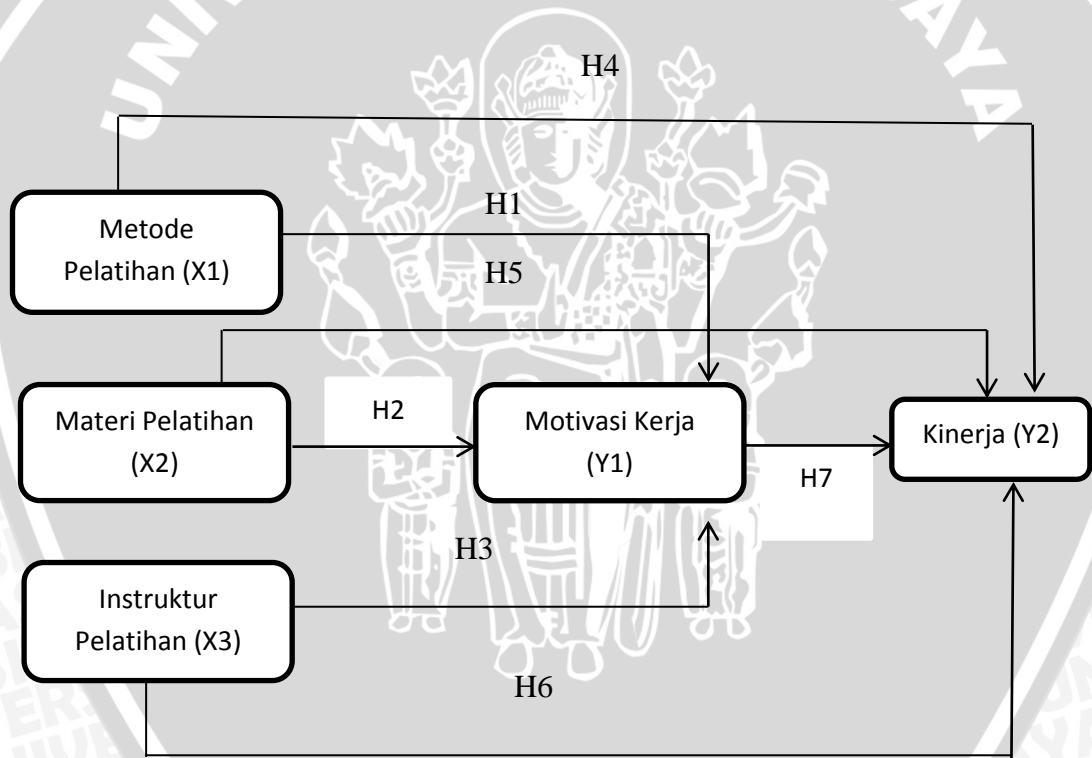 H4
Metode
Pelatihan (X1)
H1
H5
Materi Pelatihan
(X2)
H2
Motivasi Kerja
(Y1)
H7
Kinerja (Y2)
H3
Instruktur
Pelatihan (X3)
H6